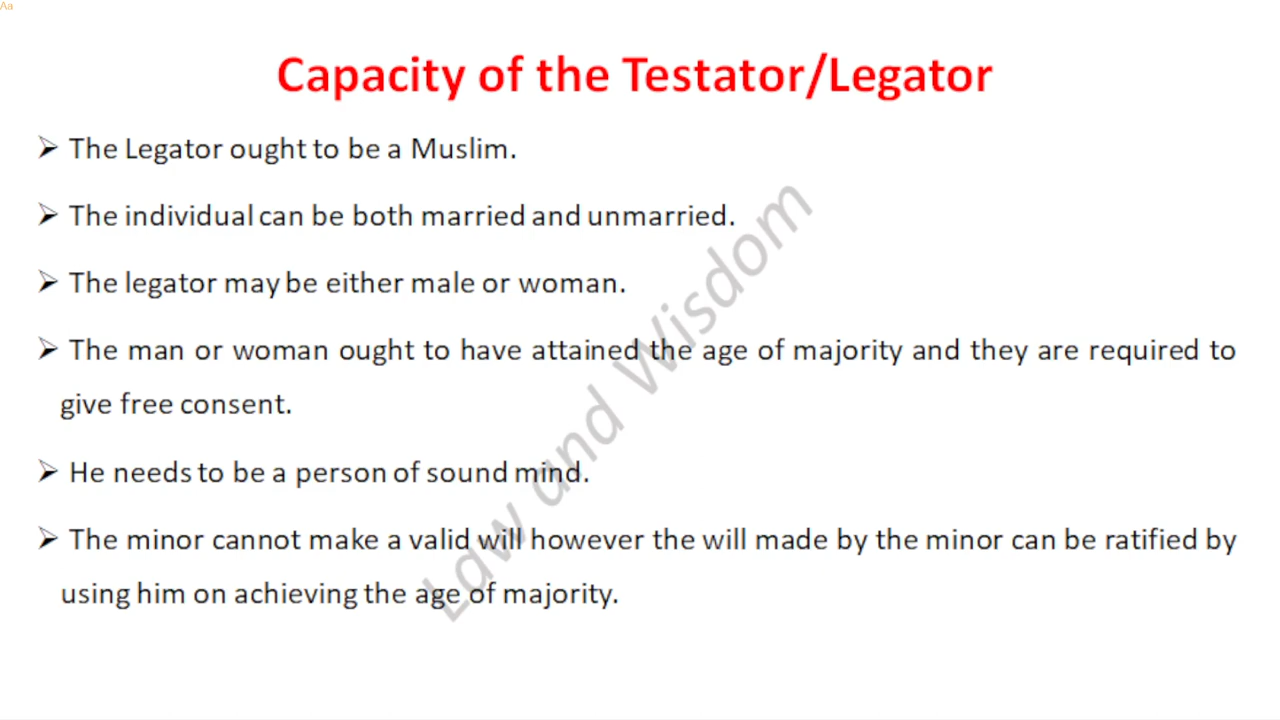 Aa
Capacity of the Testator/Legator
➢ The Legator ought to be a Muslim.
➢ The individual can be both married and unmarried.
➢ The legator may be either male or woman.
➢ The man or woman ought to have attained the age of majority and they are required to
give free consent.
➢ He needs to be a person of sound mind.
➢ The minor cannot make a valid will however the will made by the minor can be ratified by
using him on achieving the age of majority.
Law and Wisdom